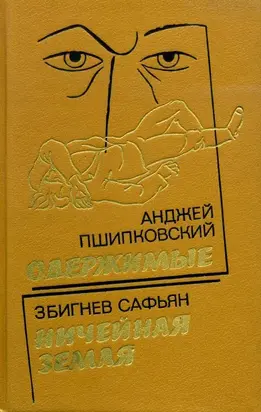 АНДЖЕЙ
ПШИПКОВСКИЙ
ОДЕРЖИМЫЕ
ЗБИГНЕВ САФЬЯН
НИЧЕЙНАЯ
ЗЕМЛЯ